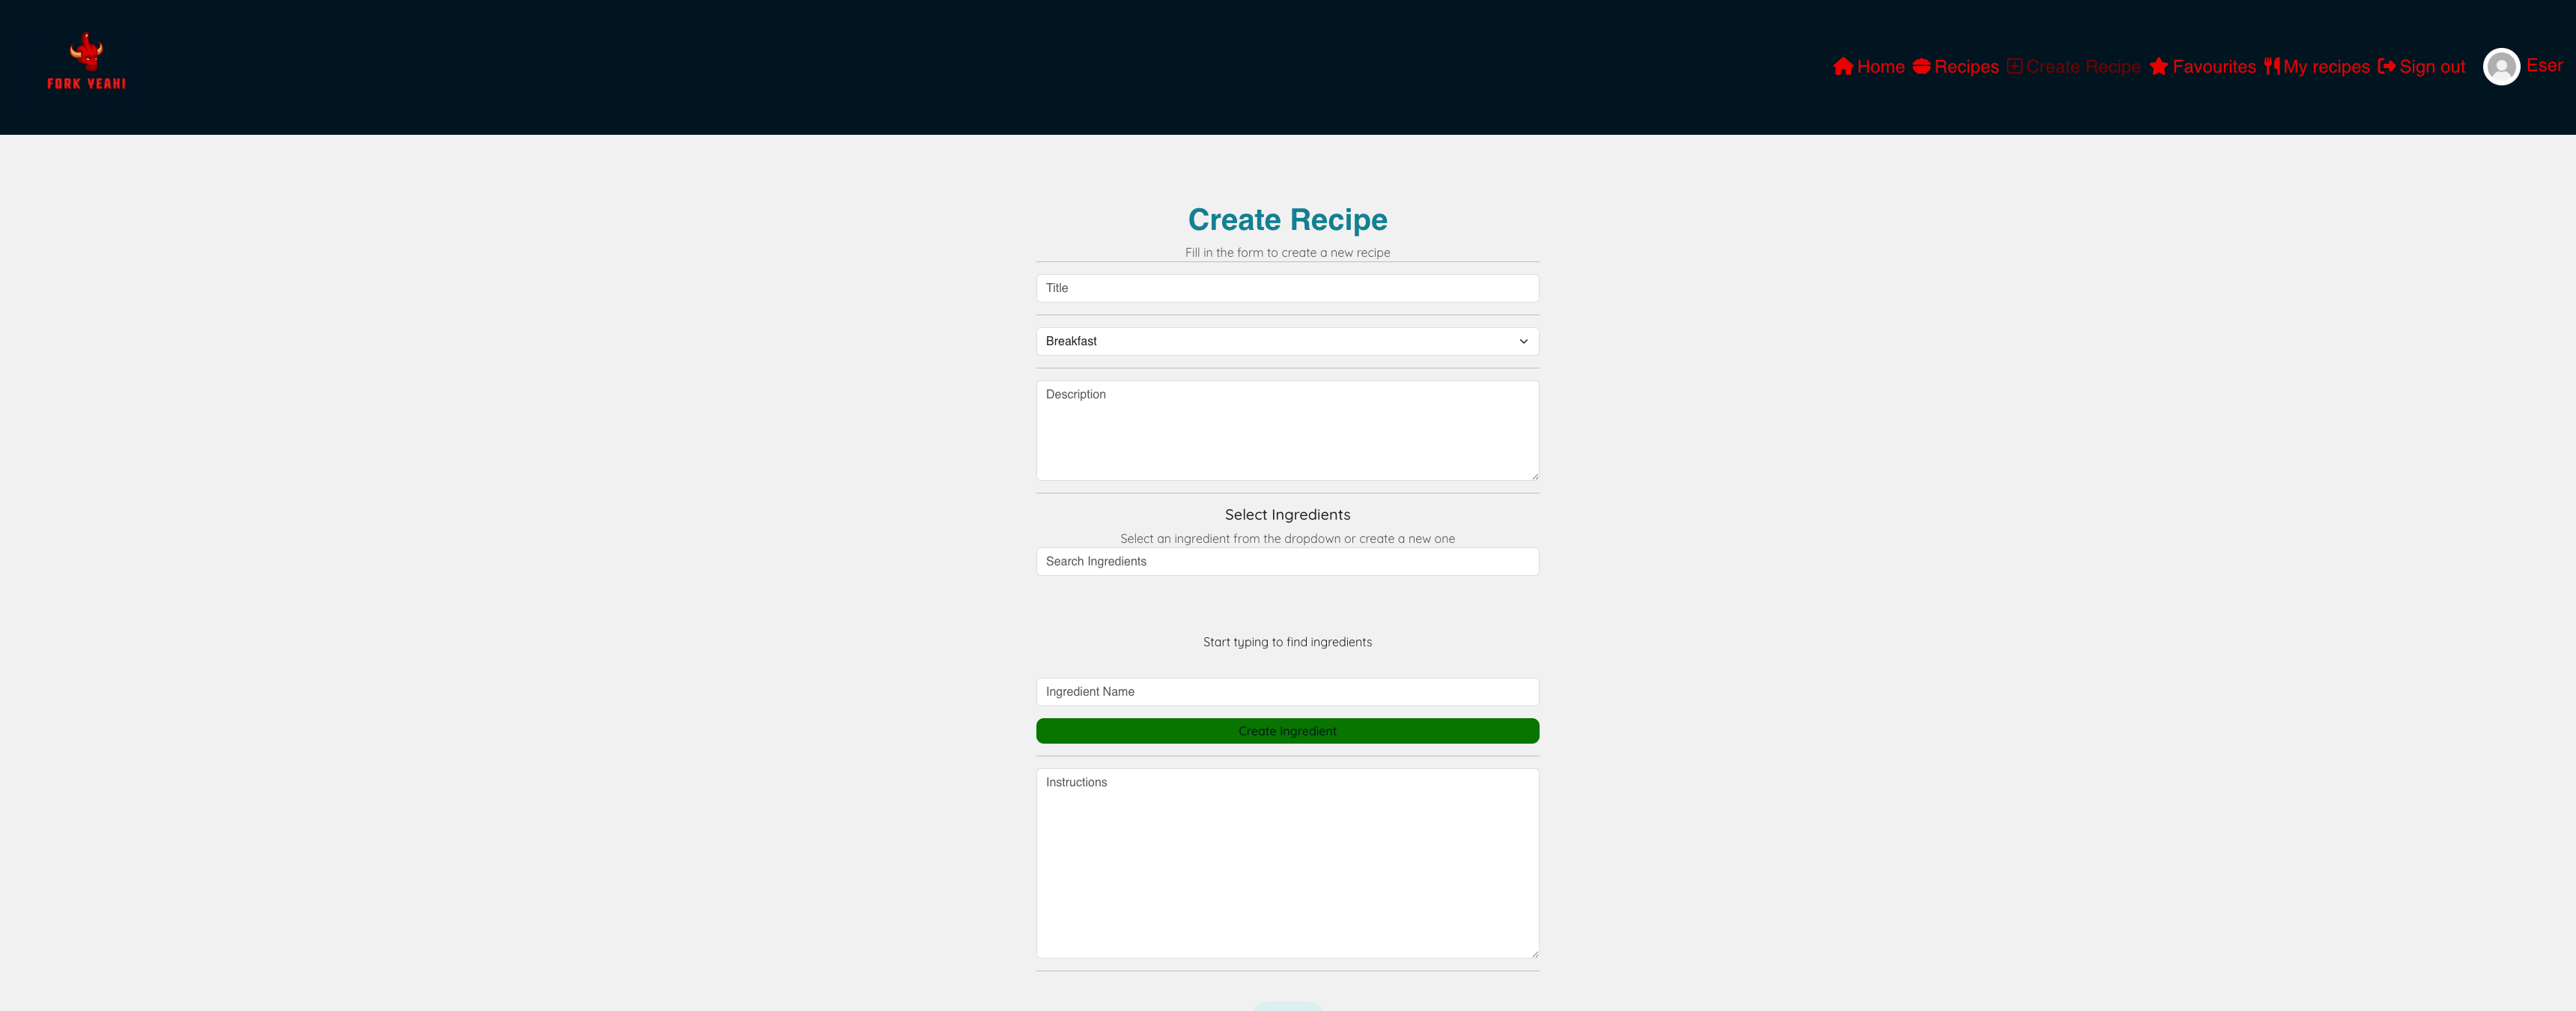 FORK YEAH!
Home Recipes Create Recipe Favourites My recipes Sign out Eser
Create Recipe
Fill in the form to create a new recipe
Title
Breakfast
Description
Select Ingredients
Select an ingredient from the dropdown or create a new one
Search Ingredients
Start typing to find ingredients
Ingredient Name
Create Ingredient
Instructions